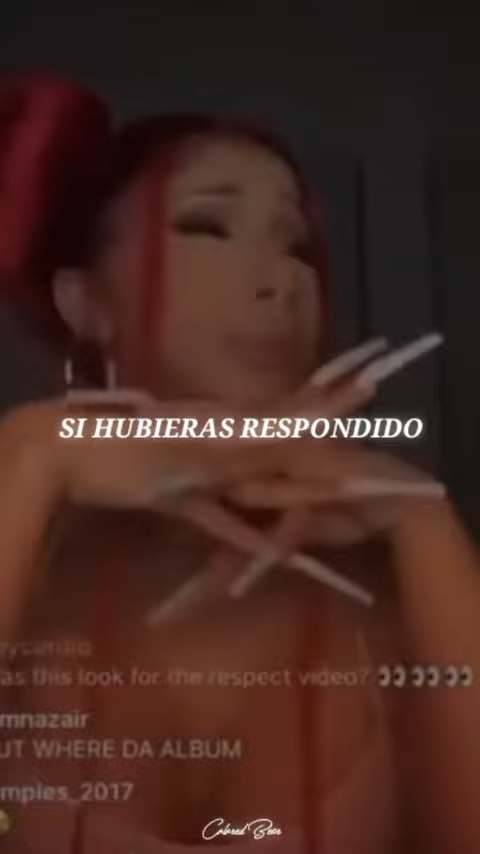 SI HUBIERAS RESPONDIDO
as this look for the respect video? 👀👀👀
mnazair
UT WHERE DA ALBUM
mpies_2017